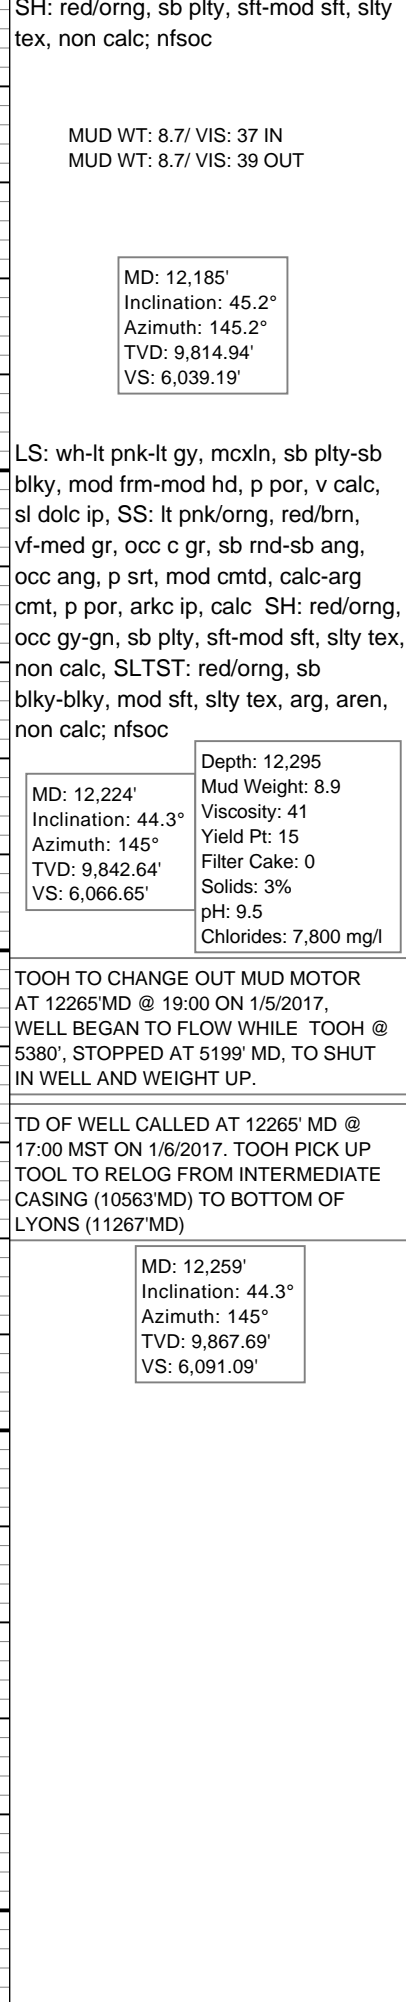 SH: red/orng, sb plty, sft-mod sft, slty
tex, non calc; nfsoc
MUD WT: 8.7/ VIS: 37 IN
MUD WT: 8.7/ VIS: 39 OUT
MD: 12,185'
Inclination: 45.2°
Azimuth: 145.2°
TVD: 9,814.94'
VS: 6,039.19'
LS: wh-lt pnk-lt gy, mcxln, sb plty-sb
blky, mod frm-mod hd, p por, v calc,
sl dolc ip, SS: lt pnk/orng, red/brn,
vf-med gr, occ c gr, sb rnd-sb ang,
occ ang, p srt, mod cmtd, calc-arg
cmt, p por, arkc ip, calc  SH: red/orng,
occ gy-gn, sb plty, sft-mod sft, slty tex,
non calc, SLTST: red/orng, sb
blky-blky, mod sft, slty tex, arg, aren,
non calc; nfsoc
MD: 12,224'
Inclination: 44.3°
Azimuth: 145°
TVD: 9,842.64'
VS: 6,066.65'
Depth: 12,295
Mud Weight: 8.9
Viscosity: 41
Yield Pt: 15
Filter Cake: 0
Solids: 3%
pH: 9.5
Chlorides: 7,800 mg/l
TOOH TO CHANGE OUT MUD MOTOR
AT 12265'MD @ 19:00 ON 1/5/2017,
WELL BEGAN TO FLOW WHILE  TOOH @
5380’, STOPPED AT 5199' MD, TO SHUT
IN WELL AND WEIGHT UP.
TD OF WELL CALLED AT 12265' MD @
17:00 MST ON 1/6/2017. TOOH PICK UP
TOOL TO RELOG FROM INTERMEDIATE
CASING (10563'MD) TO BOTTOM OF
LYONS (11267'MD)
MD: 12,259'
Inclination: 44.3°
Azimuth: 145°
TVD: 9,867.69'
VS: 6,091.09'